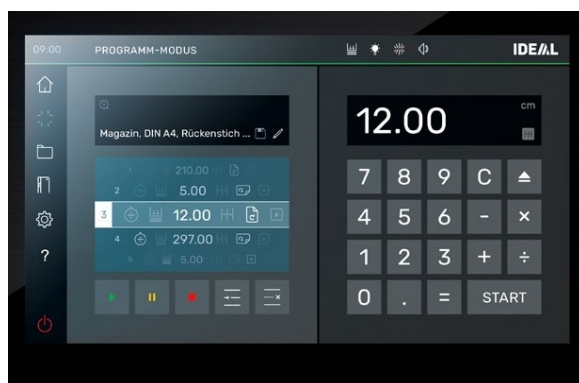 09:00 PROGRAMM-MODUS IDEAL
Magazin, DIN A4, Rückenstich ...
12.00 cm
1 210.00
2 5.00
3 12.00
4 297.00
5 5.00
7 8 9 C
4 5 6 - ×
1 2 3 + ÷
0 . = START
?